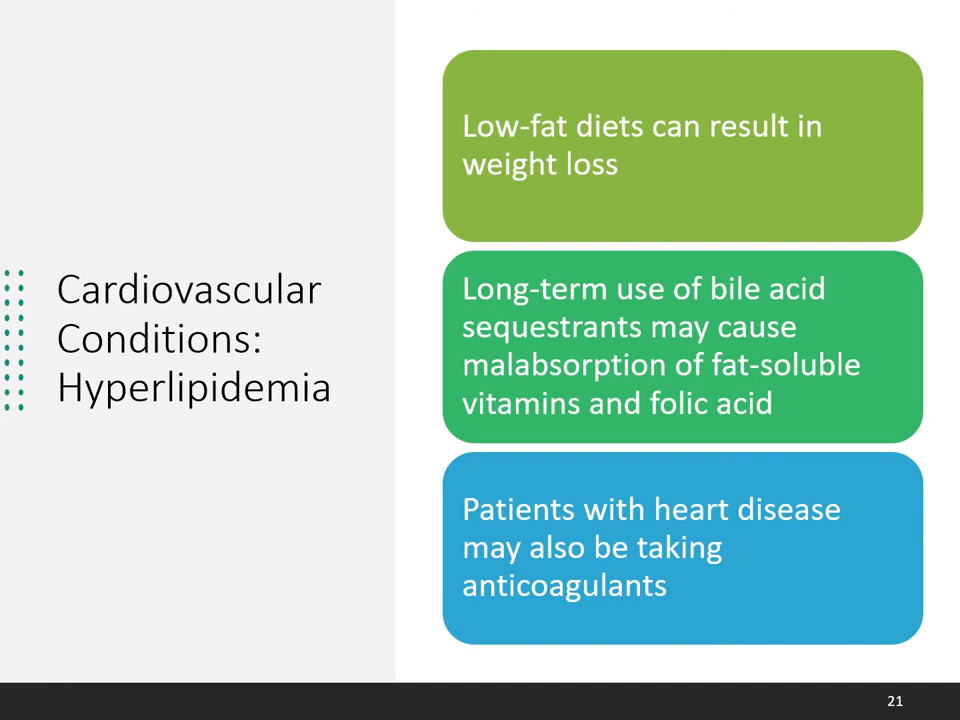 Cardiovascular
Conditions:
Hyperlipidemia
Low-fat diets can result in
weight loss
Long-term use of bile acid
sequestrants may cause
malabsorption of fat-soluble
vitamins and folic acid
Patients with heart disease
may also be taking
anticoagulants
21